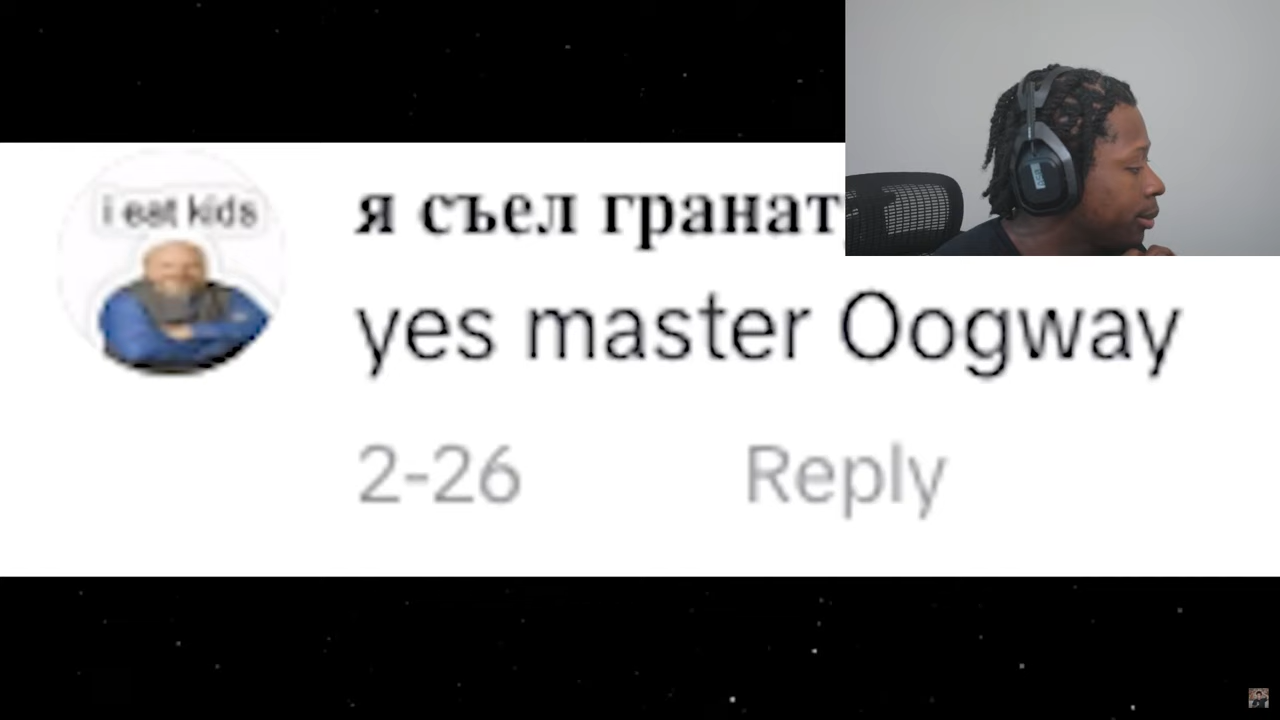 i eat kids
я съел гранат
yes master Oogway
2-26
Reply